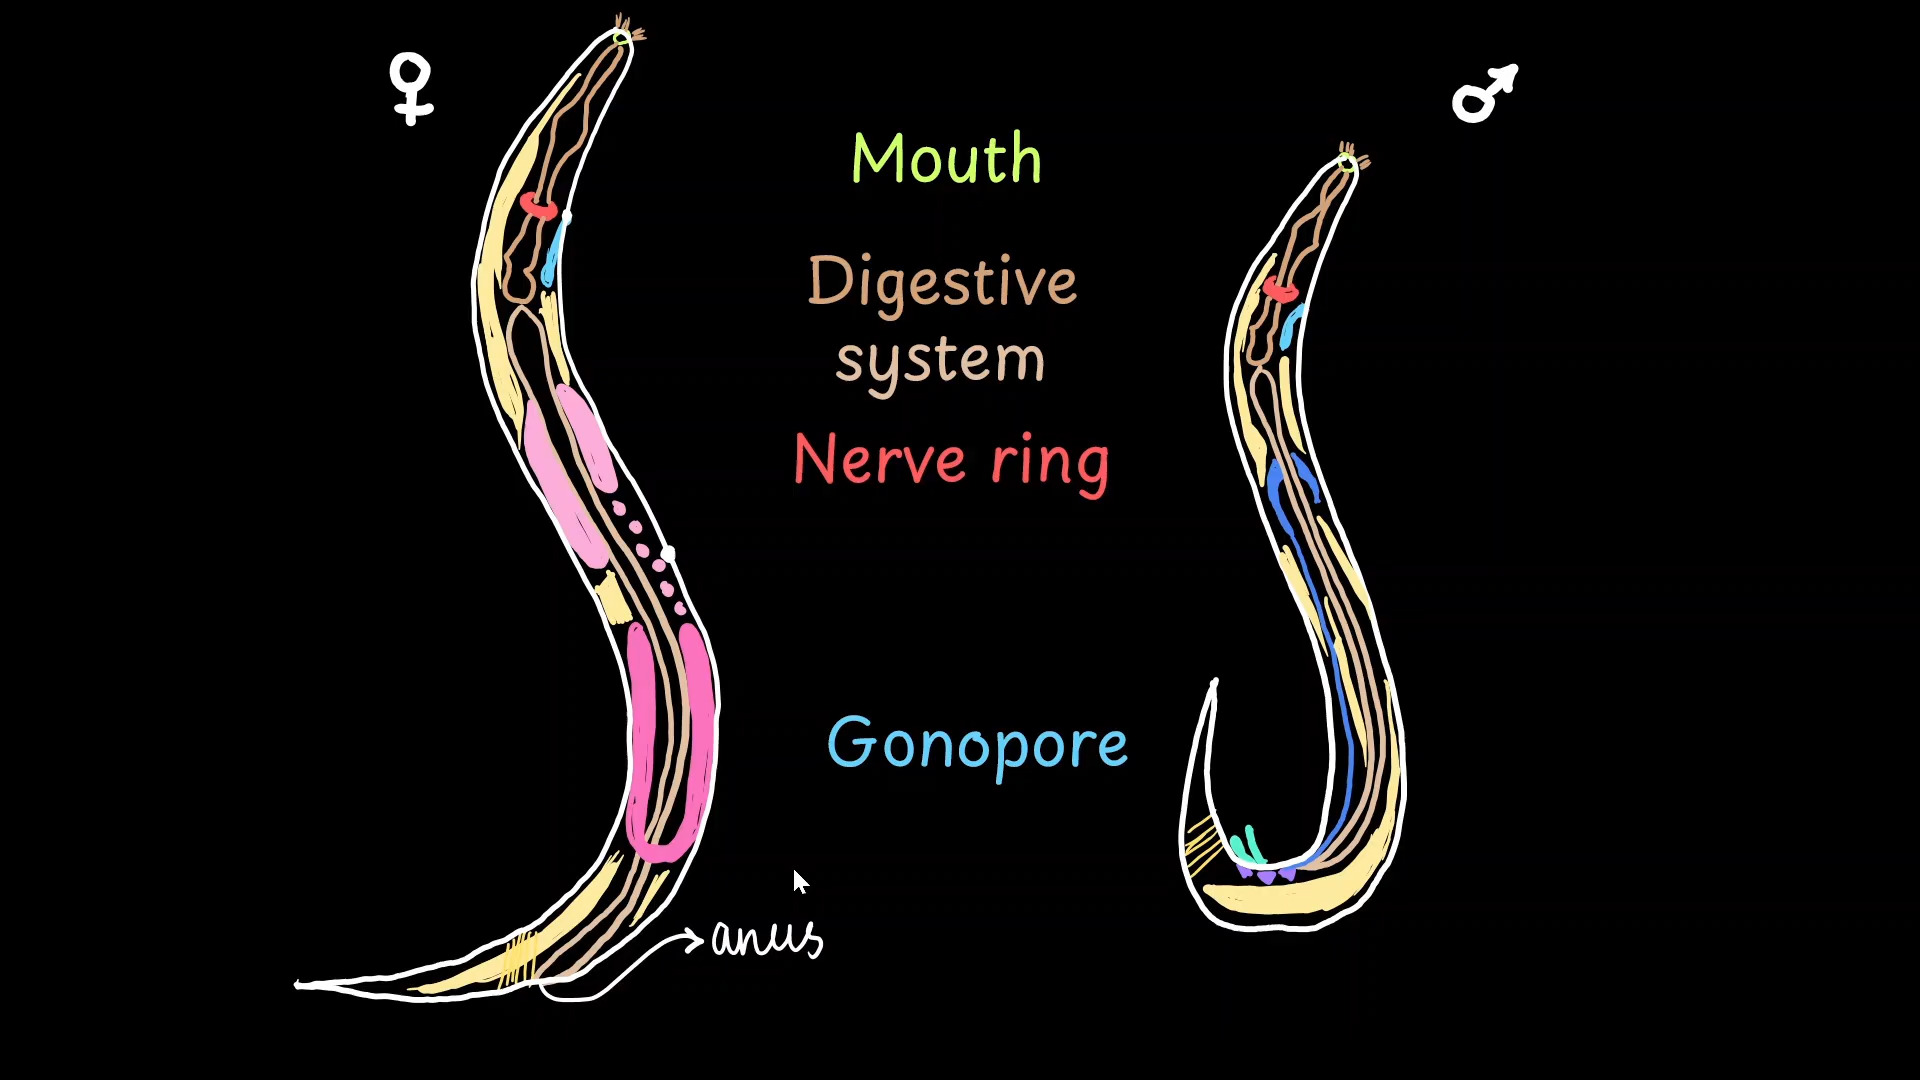 Mouth
Digestive
system
Nerve ring
Gonopore
anus